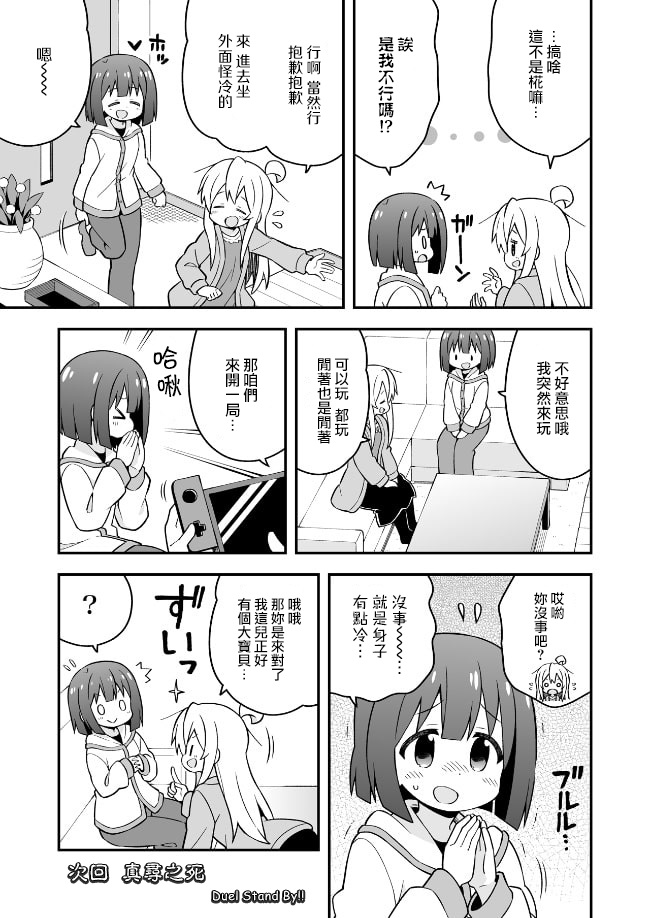 …搞啥
這不是椛嘛…
誒
是我不行嗎!?
ガーン
行啊 當然行
抱歉抱歉
來 進去坐
外面怪冷的
ホッ♥
嗯~~~
不好意思哦
我突然來玩
可以玩 都玩
閒著也是閒著
那咱們
來開一局…
哈
啾
哎喲
妳沒事吧?
沒事~~~…
就是身子
有點冷…
ブルル…
哦哦
那妳是來對了
我這兒正好
有個大寶貝…
ずいっ
?
次回 真尋之死
Duel Stand By!!